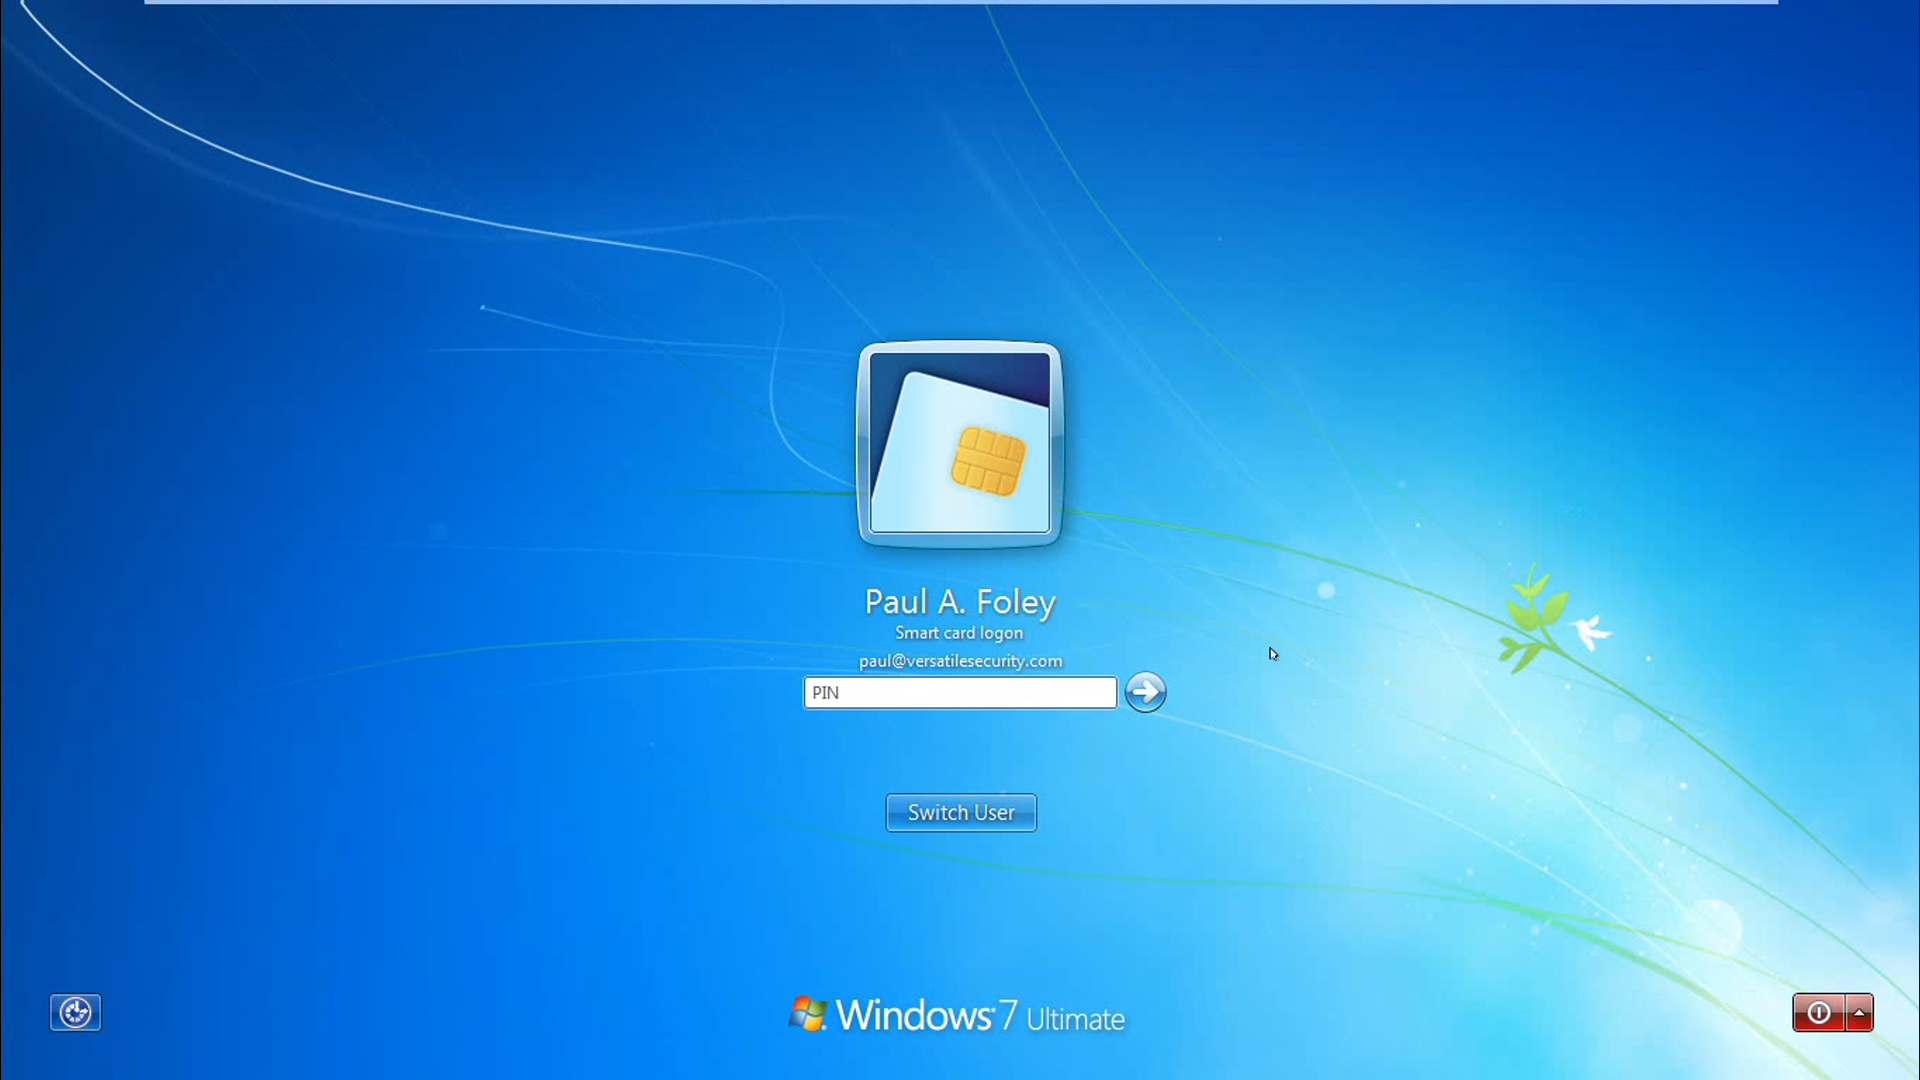 Paul A. Foley
Smart card logon
paul@versatilesecurity.com
PIN
Switch User
Windows 7 Ultimate